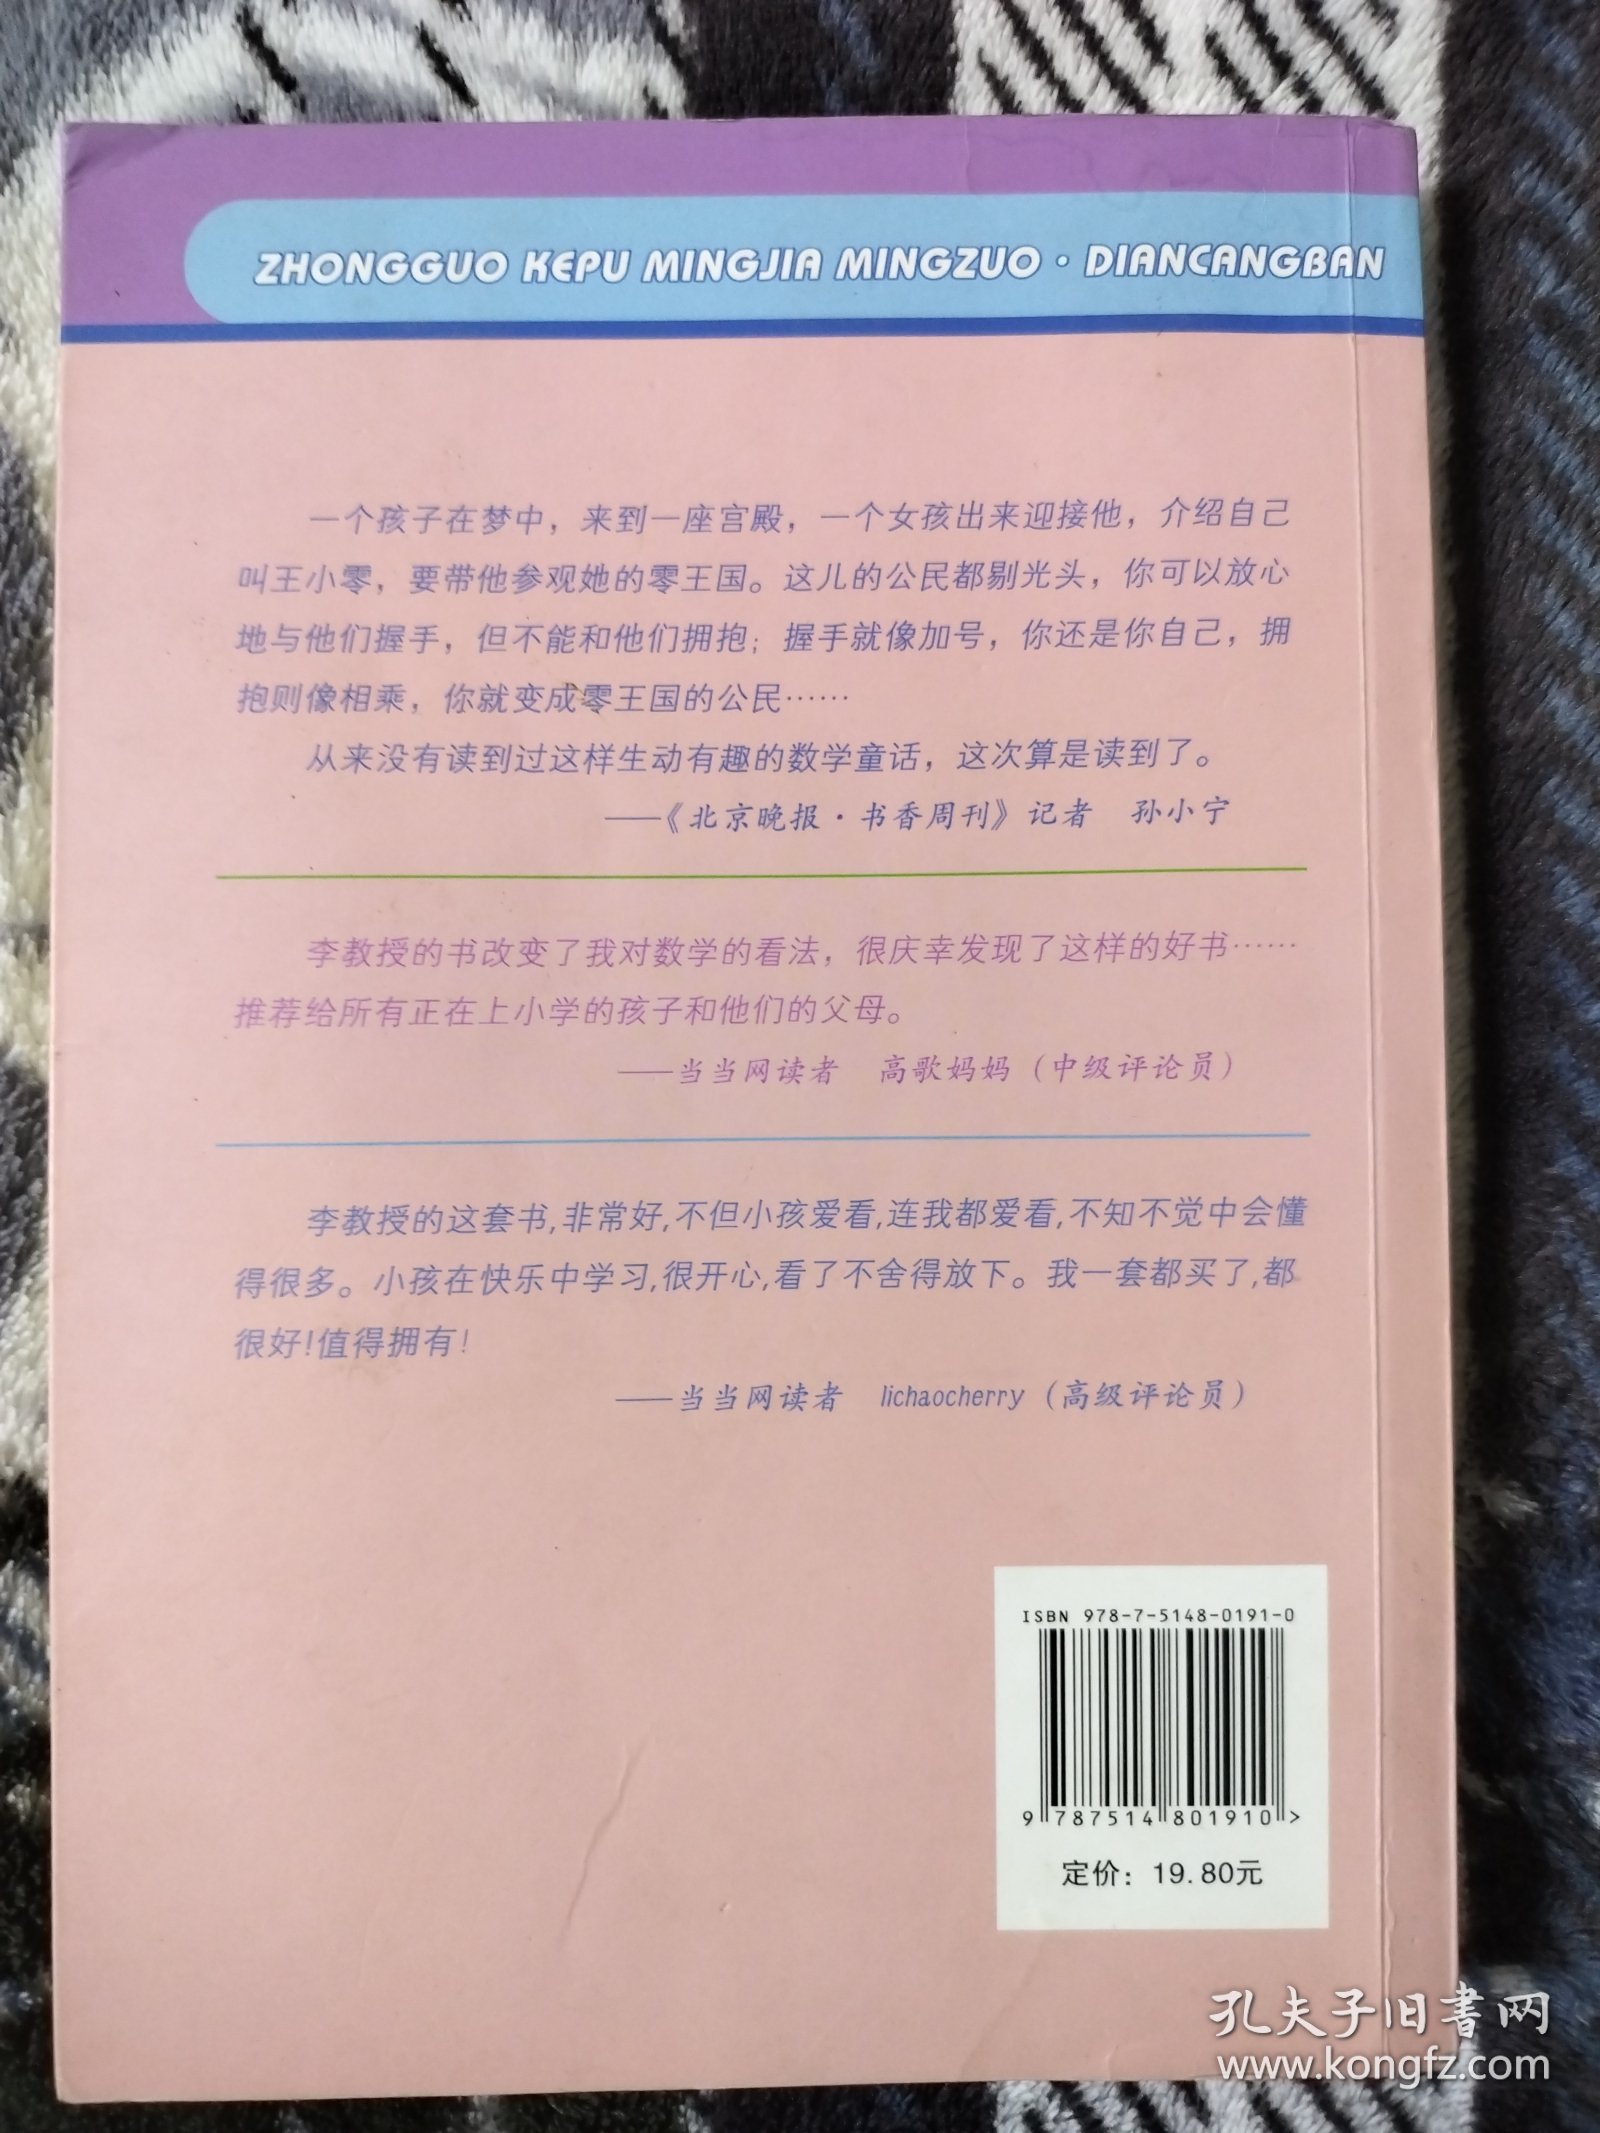 ZHONGGUO KEPU MINGJIA MINGZUO · DIANCANGBAN
一个孩子在梦中，来到一座宫殿，一个女孩出来迎接他，介绍自己
叫王小零，要带他参观她的零王国。这儿的公民都剔光头，你可以放心
地与他们握手，但不能和他们拥抱；握手就像加号，你还是你自己，拥
抱则像相乘，你就变成零王国的公民……
从来没有读到过这样生动有趣的数学童话，这次算是读到了。
——《北京晚报·书香周刊》记者　孙小宁
李教授的书改变了我对数学的看法，很庆幸发现了这样的好书……
推荐给所有正在上小学的孩子和他们的父母。
——当当网读者　高歌妈妈（中级评论员）
李教授的这套书,非常好,不但小孩爱看,连我都爱看,不知不觉中会懂
得很多。小孩在快乐中学习,很开心,看了不舍得放下。我一套都买了,都
很好!值得拥有!
——当当网读者　lichaocherry（高级评论员）
ISBN 978-7-5148-0191-0
9 787514 801910 >
定价：19.80元
孔夫子旧書网
www.kongfz.com